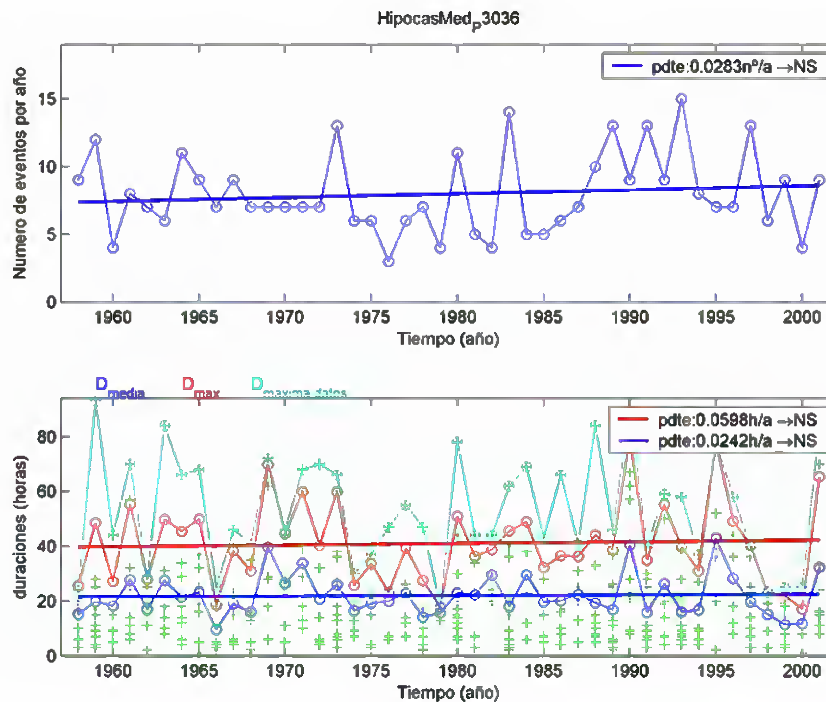 HipocasMed_P3036
pdte:0.0283nº/a →NS
Numero de eventos por año
15
10
5
0
1960 1965 1970 1975 1980 1985 1990 1995 2000
Tiempo (año)
D_media D_max D_maxima datos
pdte:0.0598h/a →NS
pdte:0.0242h/a →NS
duraciones (horas)
80
60
40
20
0
1960 1965 1970 1975 1980 1985 1990 1995 2000
Tiempo (año)